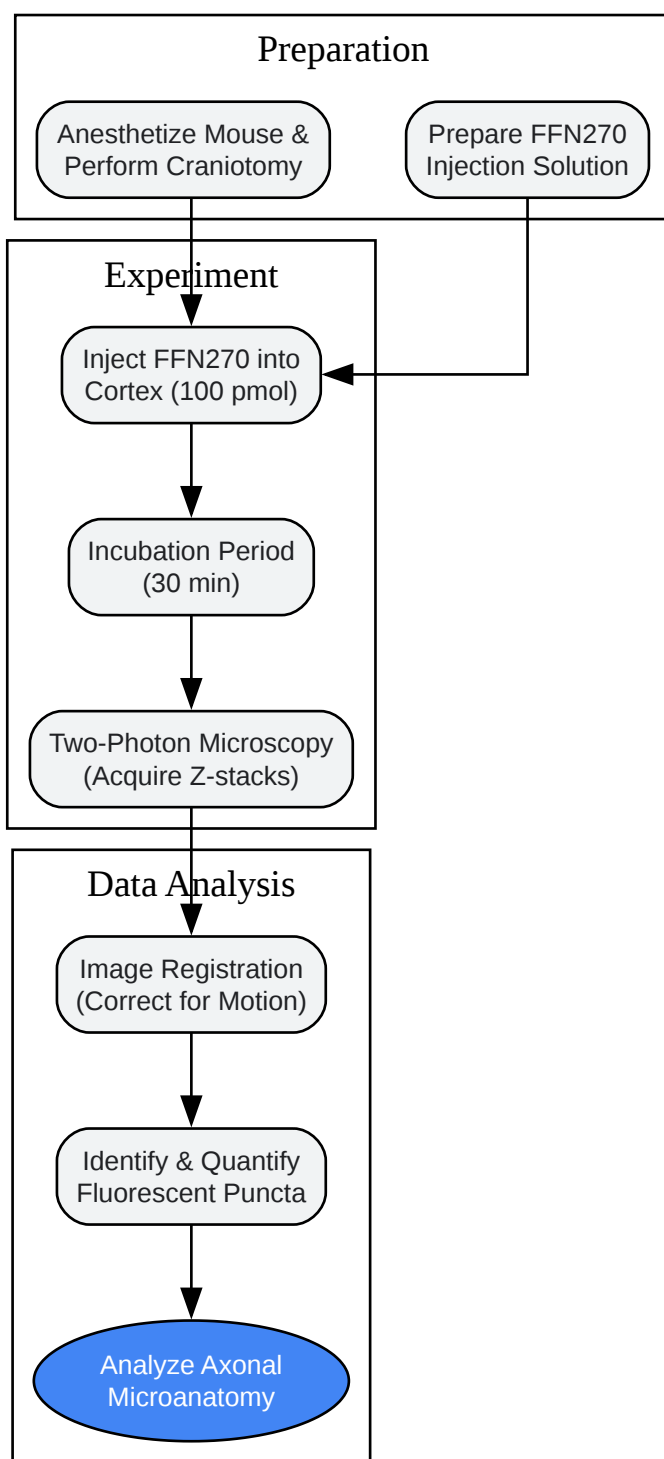 Preparation
Anesthetize Mouse &
Perform Craniotomy
Prepare FFN270
Injection Solution
Experiment
Inject FFN270 into
Cortex (100 pmol)
Incubation Period
(30 min)
Two-Photon Microscopy
(Acquire Z-stacks)
Data Analysis
Image Registration
(Correct for Motion)
Identify & Quantify
Fluorescent Puncta
Analyze Axonal
Microanatomy